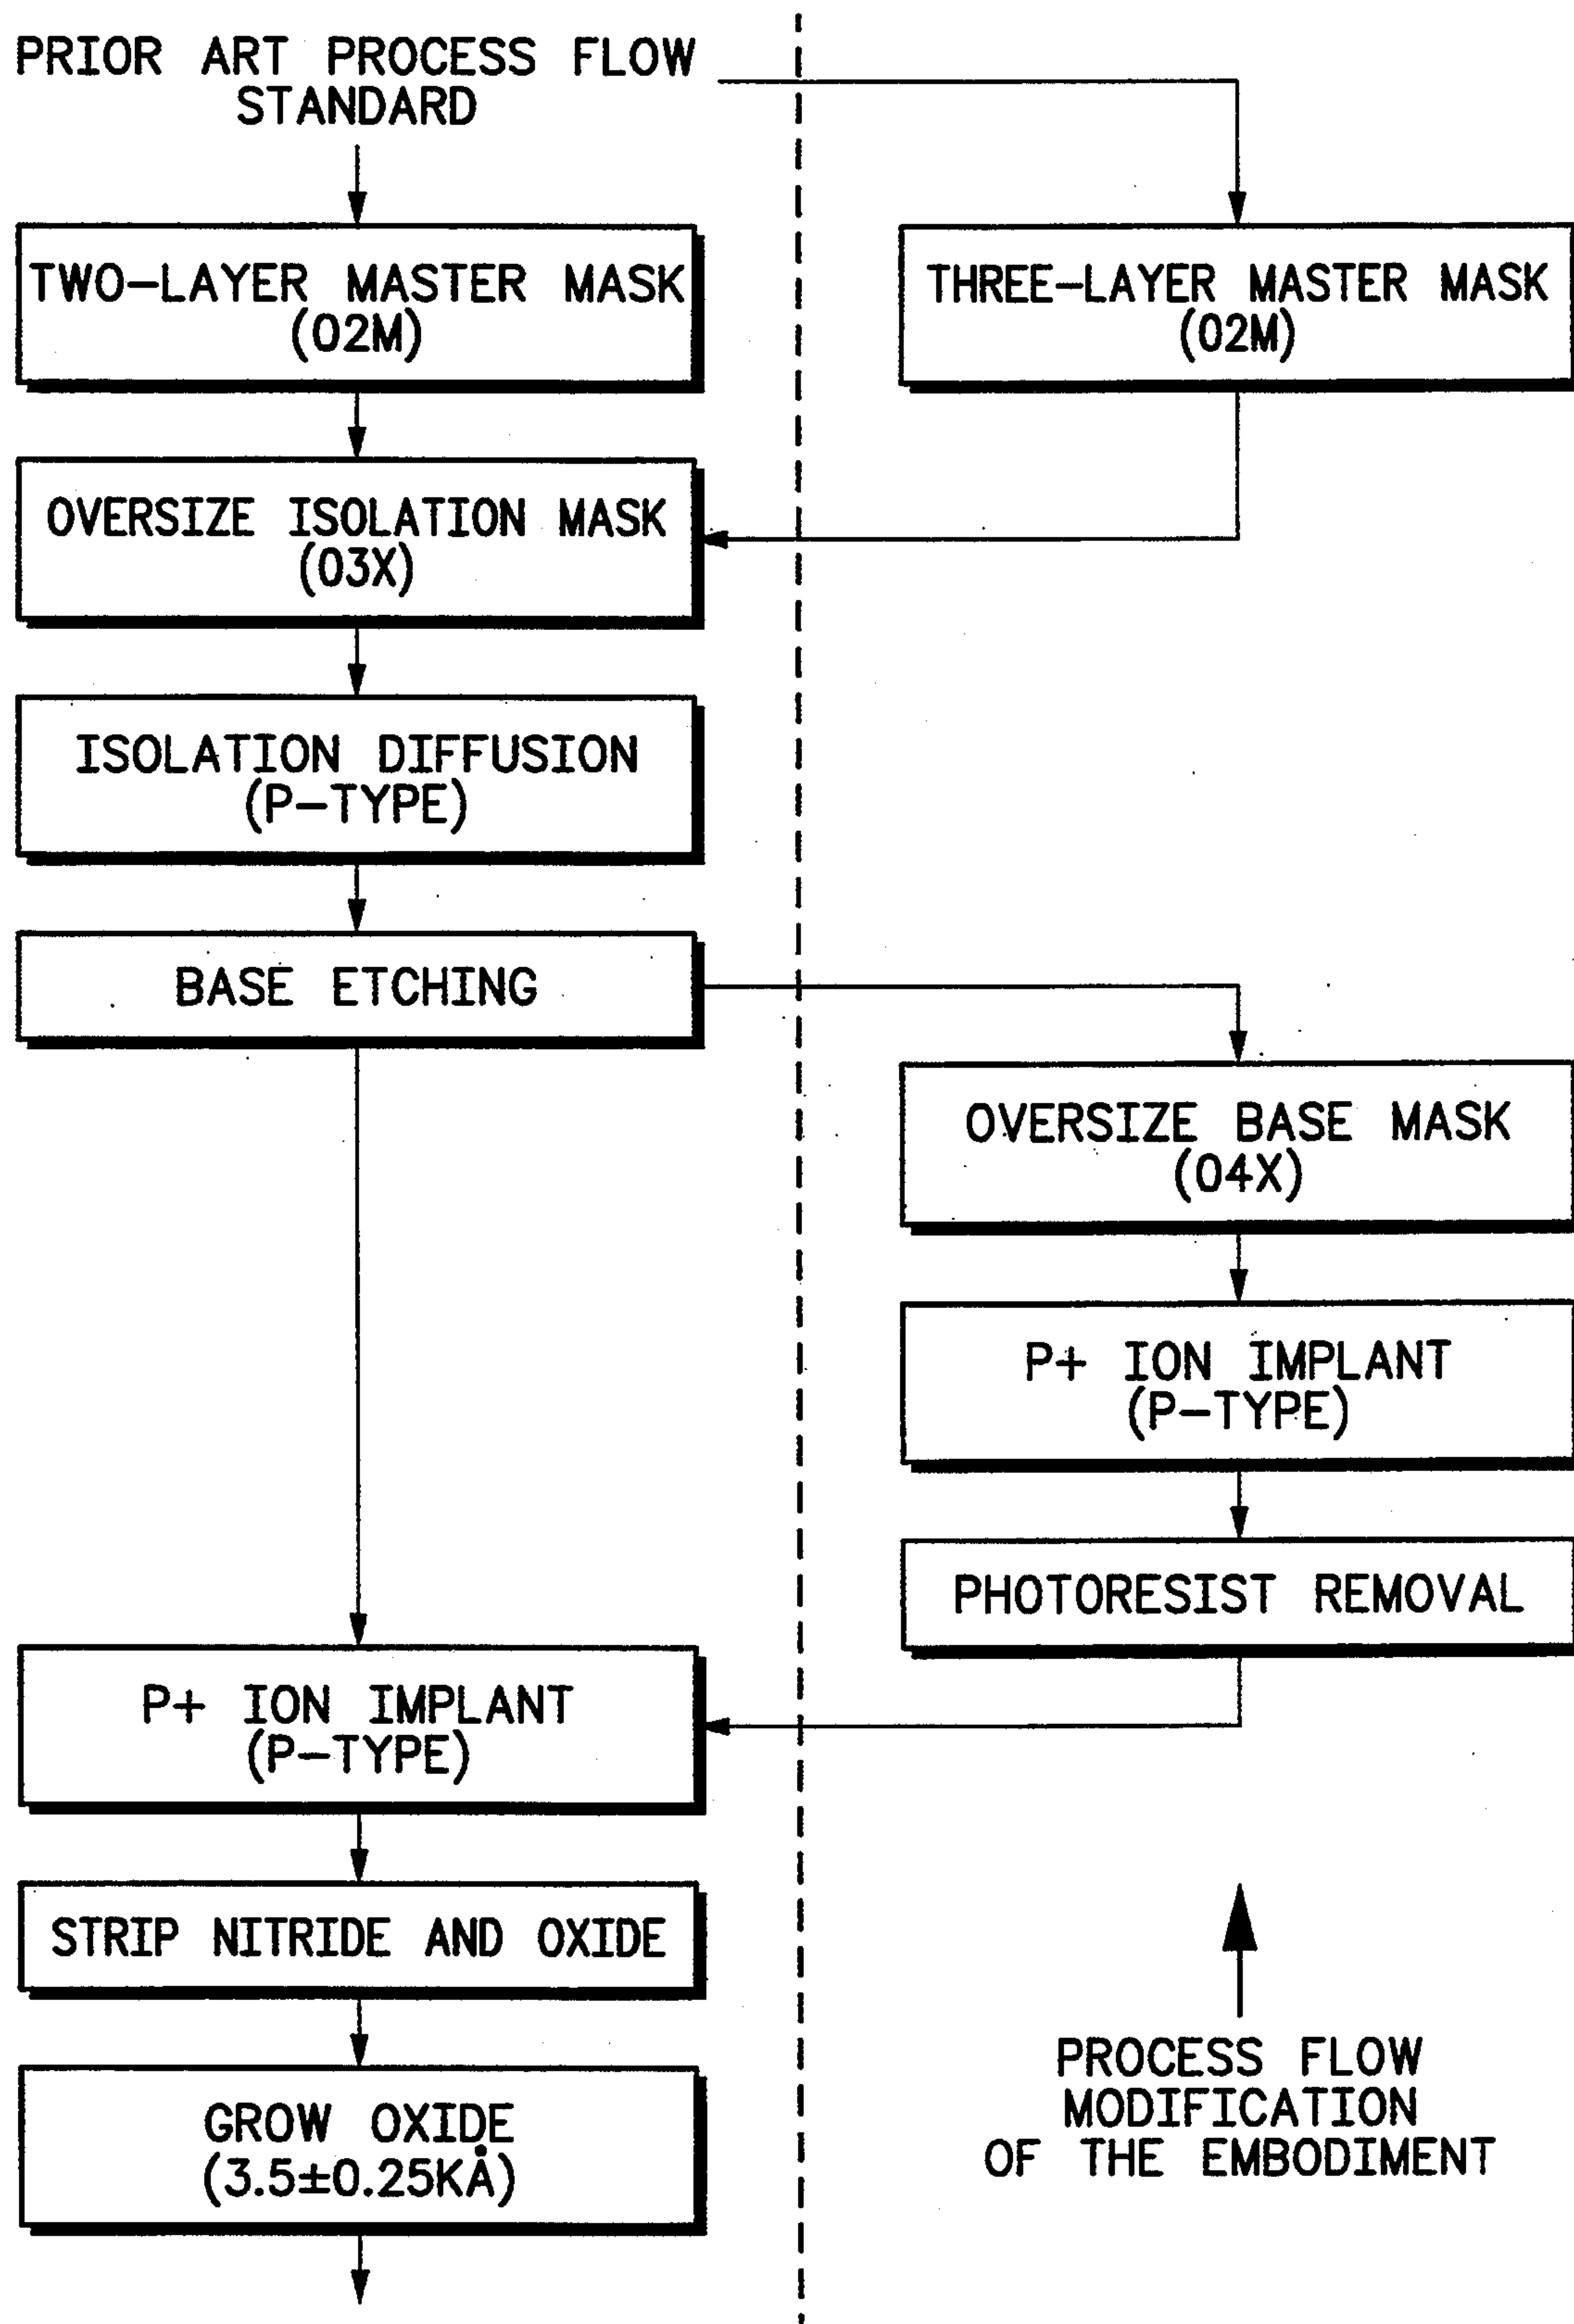 PRIOR ART PROCESS FLOW
STANDARD
TWO-LAYER MASTER MASK
(02M)
THREE-LAYER MASTER MASK
(02M)
OVERSIZE ISOLATION MASK
(03X)
ISOLATION DIFFUSION
(P-TYPE)
BASE ETCHING
OVERSIZE BASE MASK
(04X)
P+ ION IMPLANT
(P-TYPE)
PHOTORESIST REMOVAL
P+ ION IMPLANT
(P-TYPE)
STRIP NITRIDE AND OXIDE
GROW OXIDE
(3.5±0.25KÅ)
PROCESS FLOW
MODIFICATION
OF THE EMBODIMENT